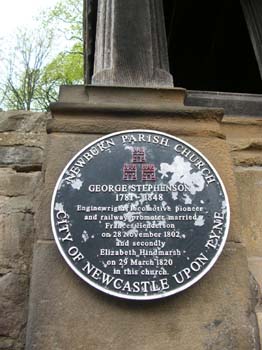 NEWBURN PARISH CHURCH
GEORGE STEPHENSON
1781 - 1848
Enginewright, locomotive pioneer
and railway promoter married
Frances Henderson
on 28 November 1802
and secondly
Elizabeth Hindmarsh
on 29 March 1820
in this church.
CITY OF NEWCASTLE UPON TYNE